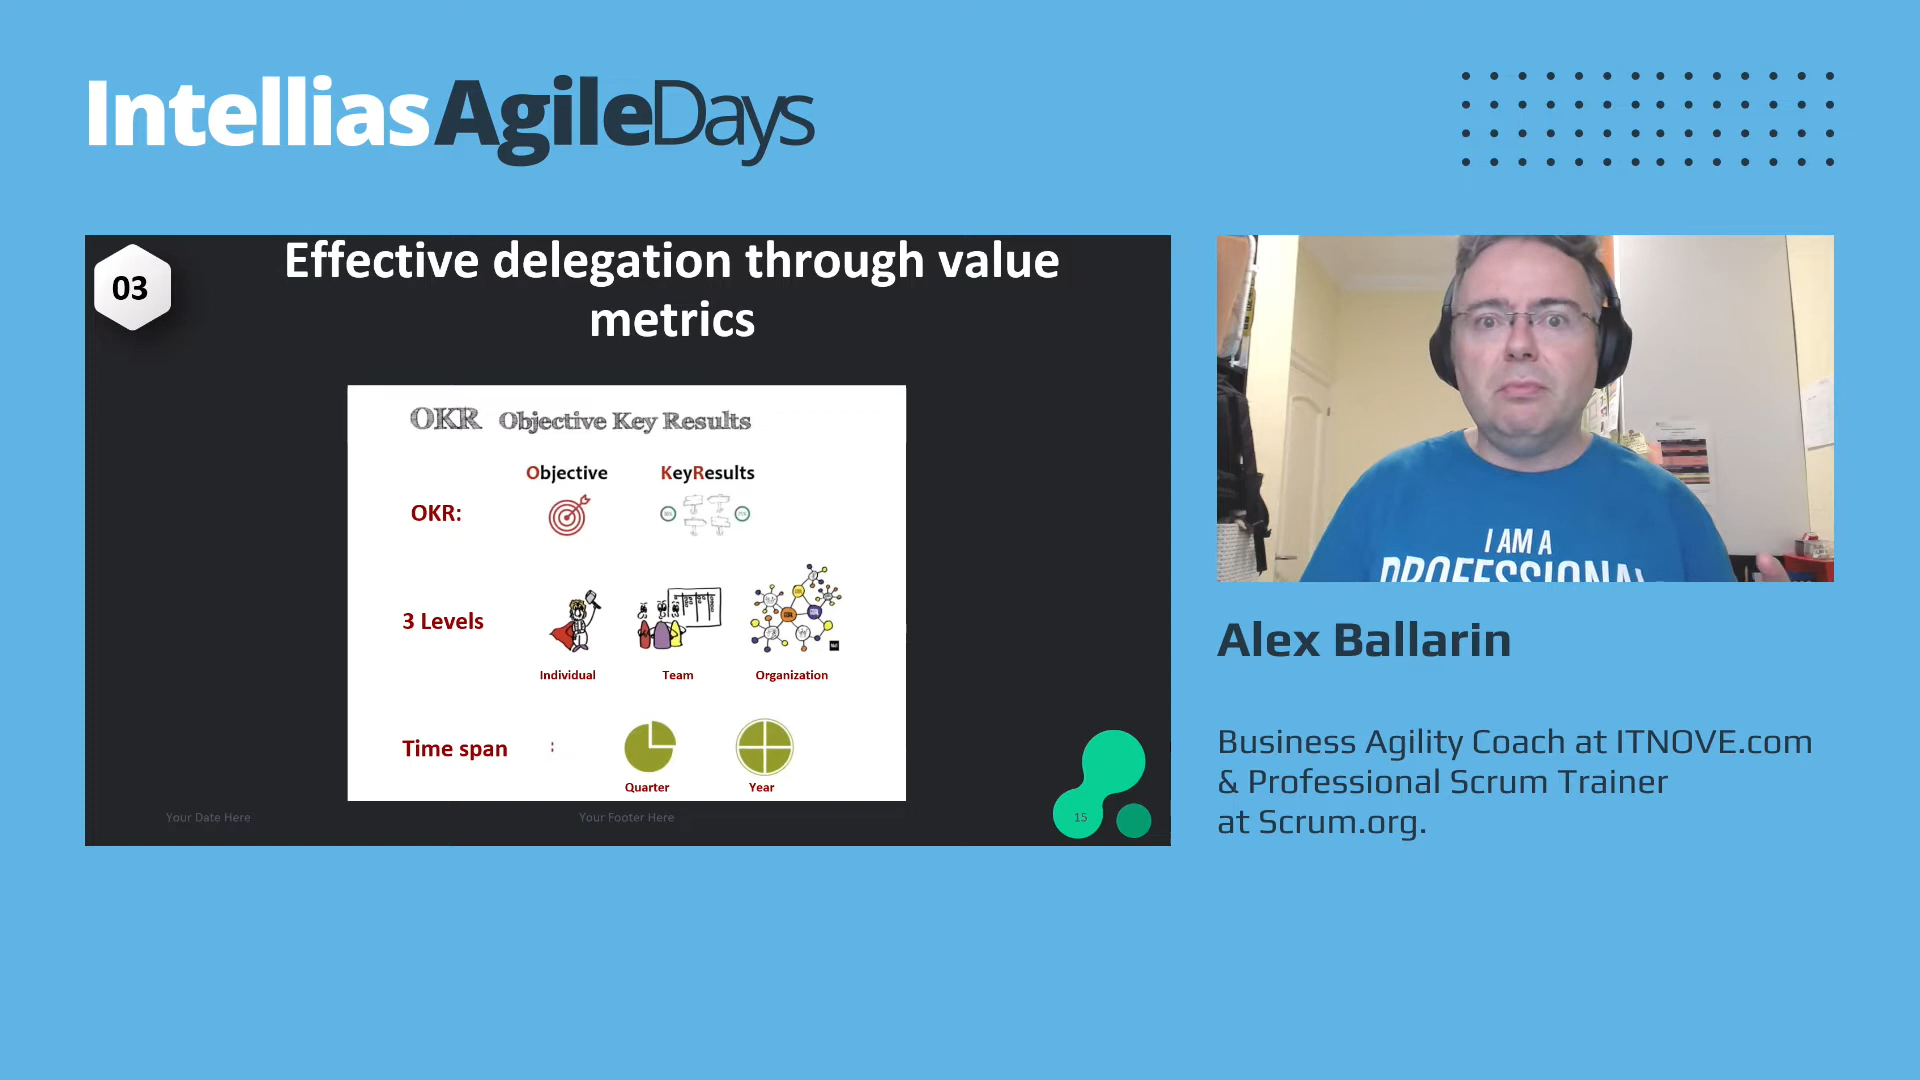 IntelliasAgileDays
03
Effective delegation through value
metrics
OKR Objective Key Results
Objective KeyResults
OKR:
3 Levels
Individual Team Organization
Time span :
Quarter Year
Your Date Here Your Footer Here 15
I AM A
PROFESSIONAL
Alex Ballarin
Business Agility Coach at ITNOVE.com
& Professional Scrum Trainer
at Scrum.org.